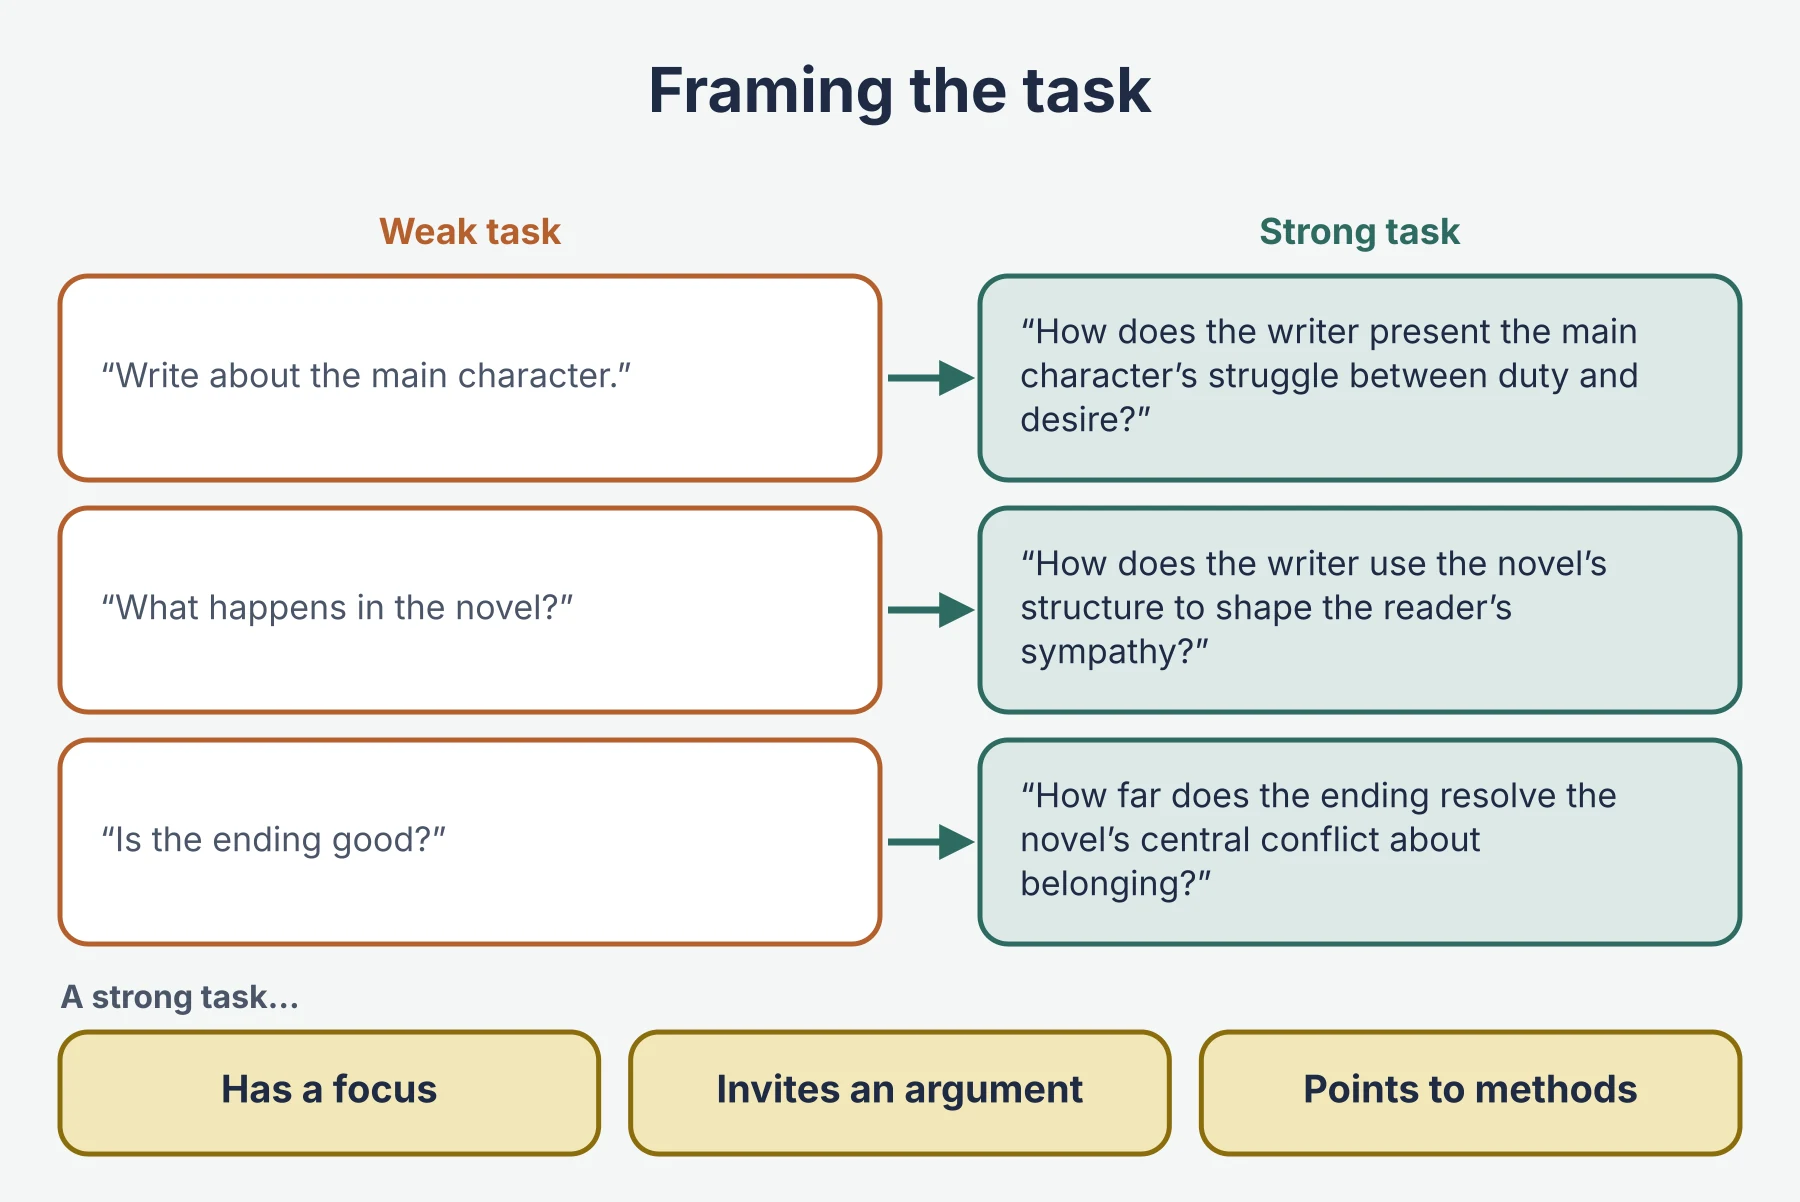 Framing the task
Weak task
Strong task
“Write about the main character.”
“How does the writer present the main
character’s struggle between duty and
desire?”
“What happens in the novel?”
“How does the writer use the novel’s
structure to shape the reader’s
sympathy?”
“Is the ending good?”
“How far does the ending resolve the
novel’s central conflict about
belonging?”
A strong task…
Has a focus
Invites an argument
Points to methods